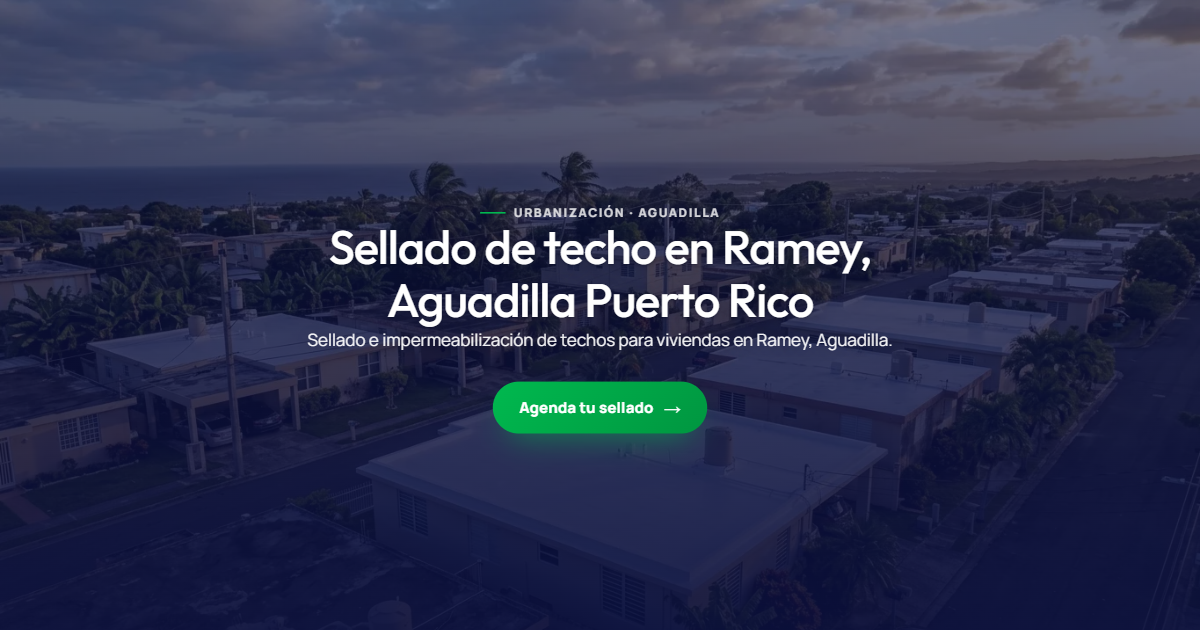 URBANIZACIÓN · AGUADILLA
Sellado de techo en Ramey,
Aguadilla Puerto Rico
Sellado e impermeabilización de techos para viviendas en Ramey, Aguadilla.
Agenda tu sellado →